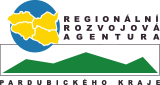 REGIONÁLNÍ
ROZVOJOVÁ
AGENTURA
PARDUBICKÉHO KRAJE